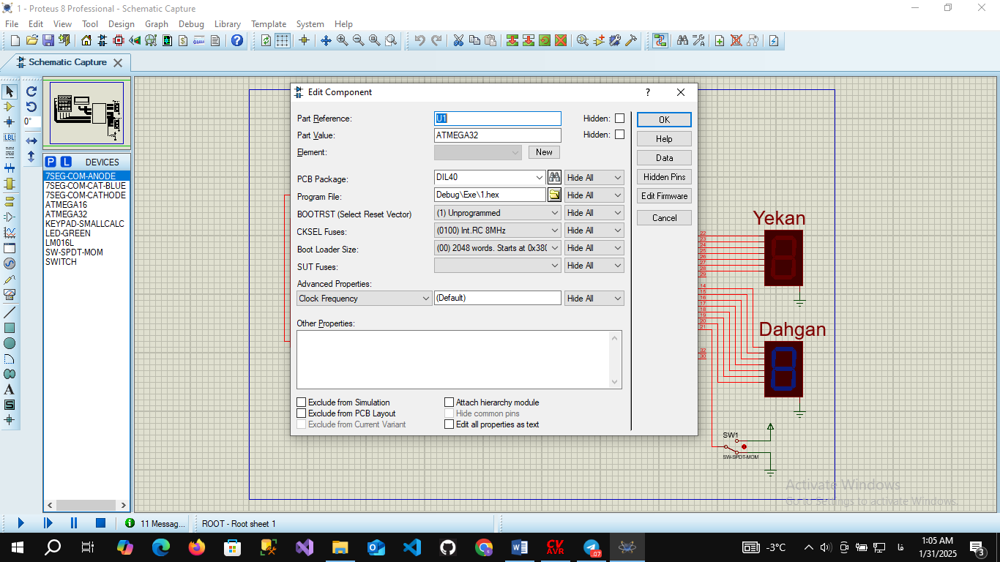 1 - Proteus 8 Professional - Schematic Capture
File Edit View Tool Design Graph Debug Library Template System Help
Schematic Capture
Edit Component
Part Reference: U1 Hidden:
Part Value: ATMEGA32 Hidden:
Element: New
PCB Package: DIL40 Hide All
Program File: Debug\Exe\1.hex Hide All
BOOTRST (Select Reset Vector) (1) Unprogrammed Hide All
CKSEL Fuses: (0100) Int.RC 8MHz Hide All
Boot Loader Size: (00) 2048 words. Starts at 0x380 Hide All
SUT Fuses: Hide All
Advanced Properties:
Clock Frequency (Default) Hide All
Other Properties:
Exclude from Simulation Attach hierarchy module
Exclude from PCB Layout Hide common pins
Exclude from Current Variant Edit all properties as text
OK
Help
Data
Hidden Pins
Edit Firmware
Cancel
0°
LBL
P L DEVICES
7SEG-COM-ANODE
7SEG-COM-CAT-BLUE
7SEG-COM-CATHODE
ATMEGA16
ATMEGA32
KEYPAD-SMALLCALC
LED-GREEN
LM016L
SW-SPDT-MOM
SWITCH
A
S
Yekan
22
23
24
25
26
27
28
29
14
15
16
17
18
19
20
21
32
30
Dahgan
SW1
SW-SPDT-MOM
Activate Windows
Go to Settings to activate Windows.
11 Messag... ROOT - Root sheet 1
CV
AVR
.07
-3°C
فا
1:05 AM
1/31/2025
3